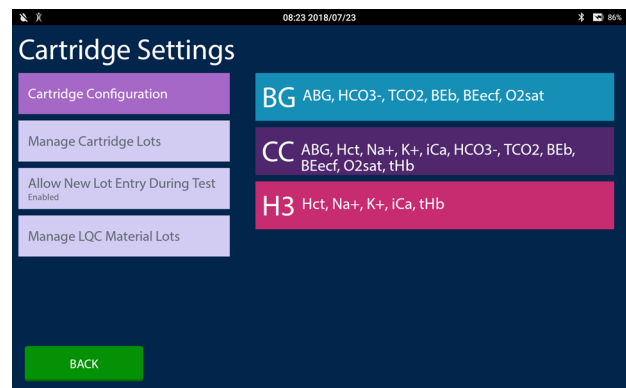 08:23 2018/07/23
86%
Cartridge Settings
Cartridge Configuration
Manage Cartridge Lots
Allow New Lot Entry During Test
Enabled
Manage LQC Material Lots
BG ABG, HCO3-, TCO2, BEb, BEecf, O2sat
CC ABG, Hct, Na+, K+, iCa, HCO3-, TCO2, BEb,
BEecf, O2sat, tHb
H3 Hct, Na+, K+, iCa, tHb
BACK